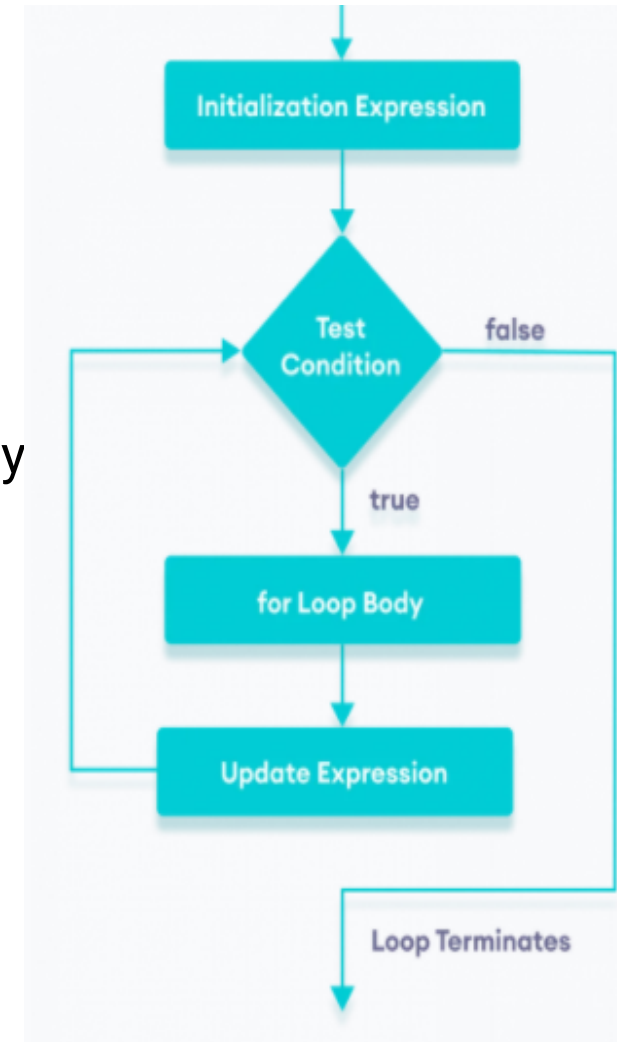 Initialization Expression
Test
Condition
false
y
true
for Loop Body
Update Expression
Loop Terminates